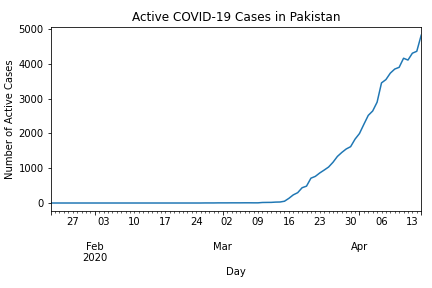 Active COVID-19 Cases in Pakistan
Number of Active Cases
5000
4000
3000
2000
1000
0
27 03 10 17 24 02 09 16 23 30 06 13
Feb Mar Apr
2020
Day